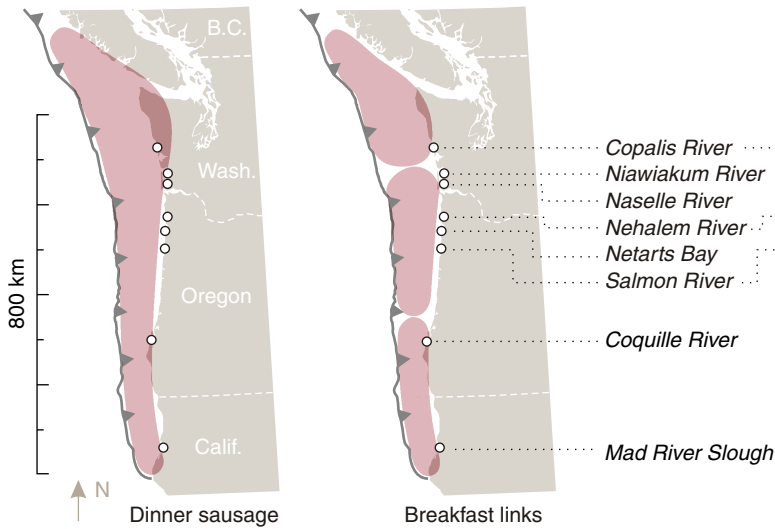 B.C.
Wash.
Oregon
Calif.
800 km
N
Dinner sausage
Breakfast links
Copalis River
Niawiakum River
Naselle River
Nehalem River
Netarts Bay
Salmon River
Coquille River
Mad River Slough